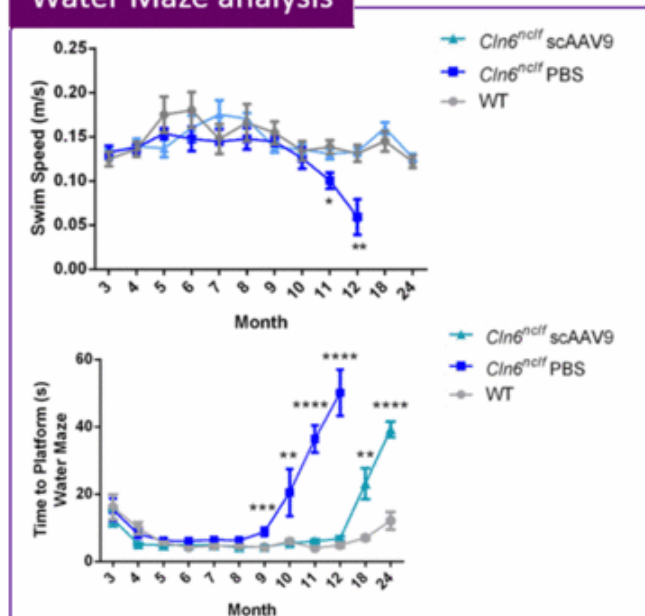 Water Maze analysis
Cln6nclf scAAV9
Cln6nclf PBS
WT
Swim Speed (m/s)
0.25
0.20
0.15
0.10
0.05
0.00
*
**
3 4 5 6 7 8 9 10 11 12 18 24
Month
Cln6nclf scAAV9
Cln6nclf PBS
WT
Time to Platform (s)
Water Maze
60
40
20
0
***
**
****
****
**
****
3 4 5 6 7 8 9 10 11 12 18 24
Month